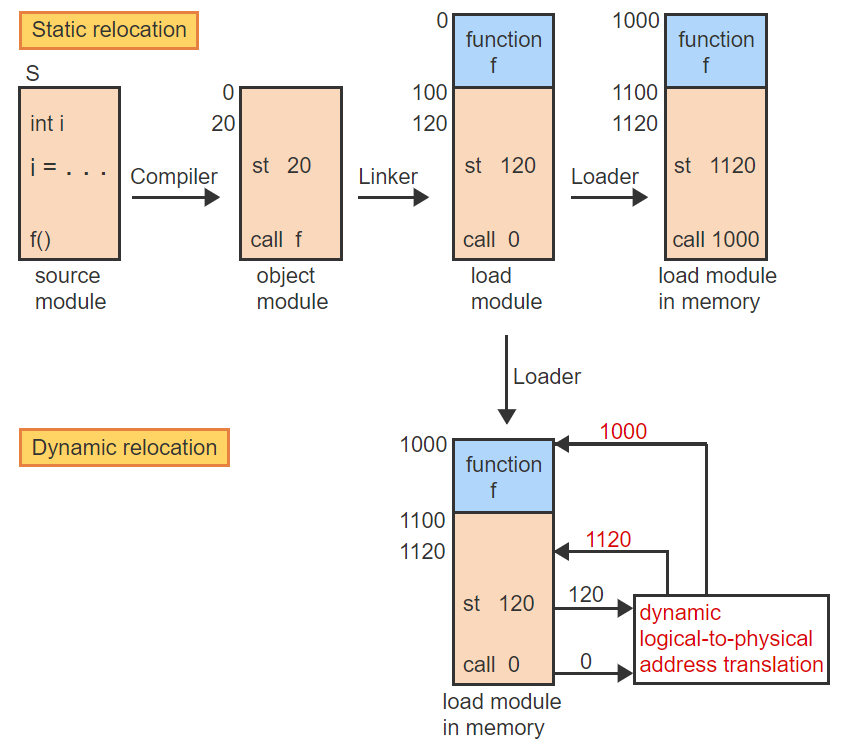 Static relocation
S
int i
i = . . .
f()
source
module
Compiler
0
20
st 20
call f
object
module
Linker
0
function
f
100
120
st 120
call 0
load
module
Loader
1000
function
f
1100
1120
st 1120
call 1000
load module
in memory
Loader
Dynamic relocation
1000
function
f
1100
1120
st 120
call 0
load module
in memory
1000
1120
120
0
dynamic
logical-to-physical
address translation